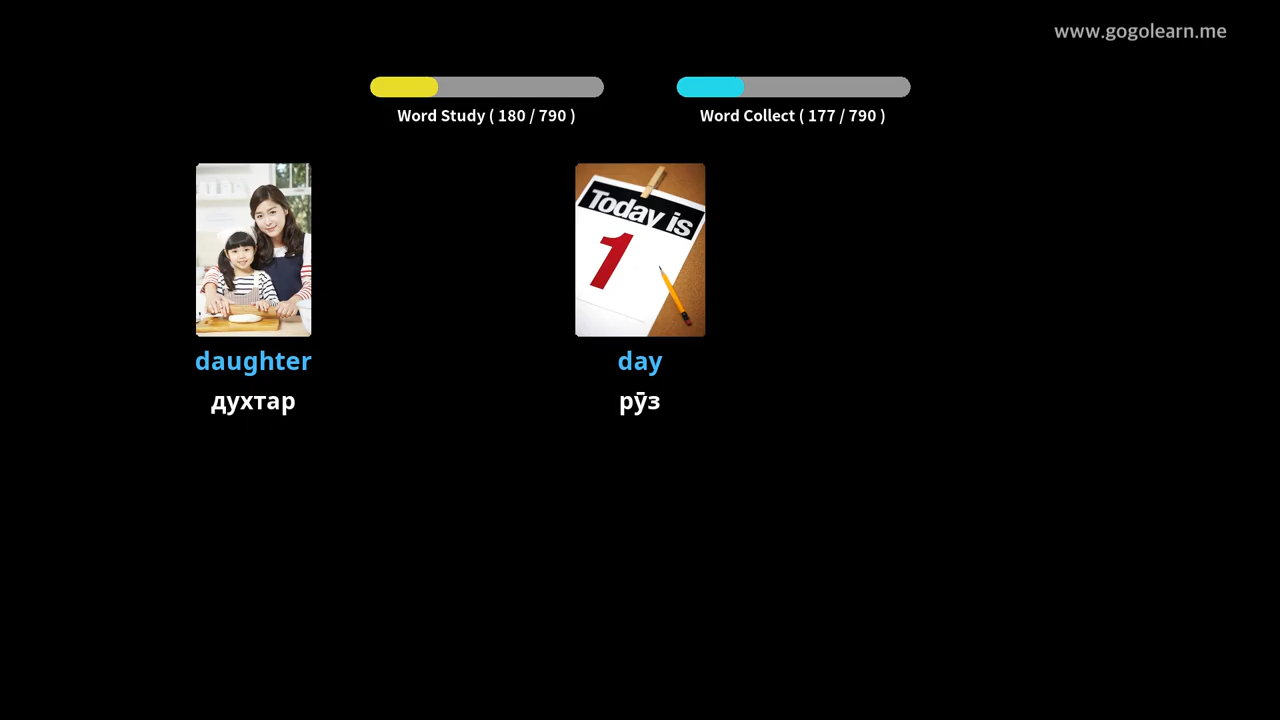 www.gogolearn.me
Word Study ( 180 / 790 )
Word Collect ( 177 / 790 )
Today is
1
daughter
day
духтар
рӯз